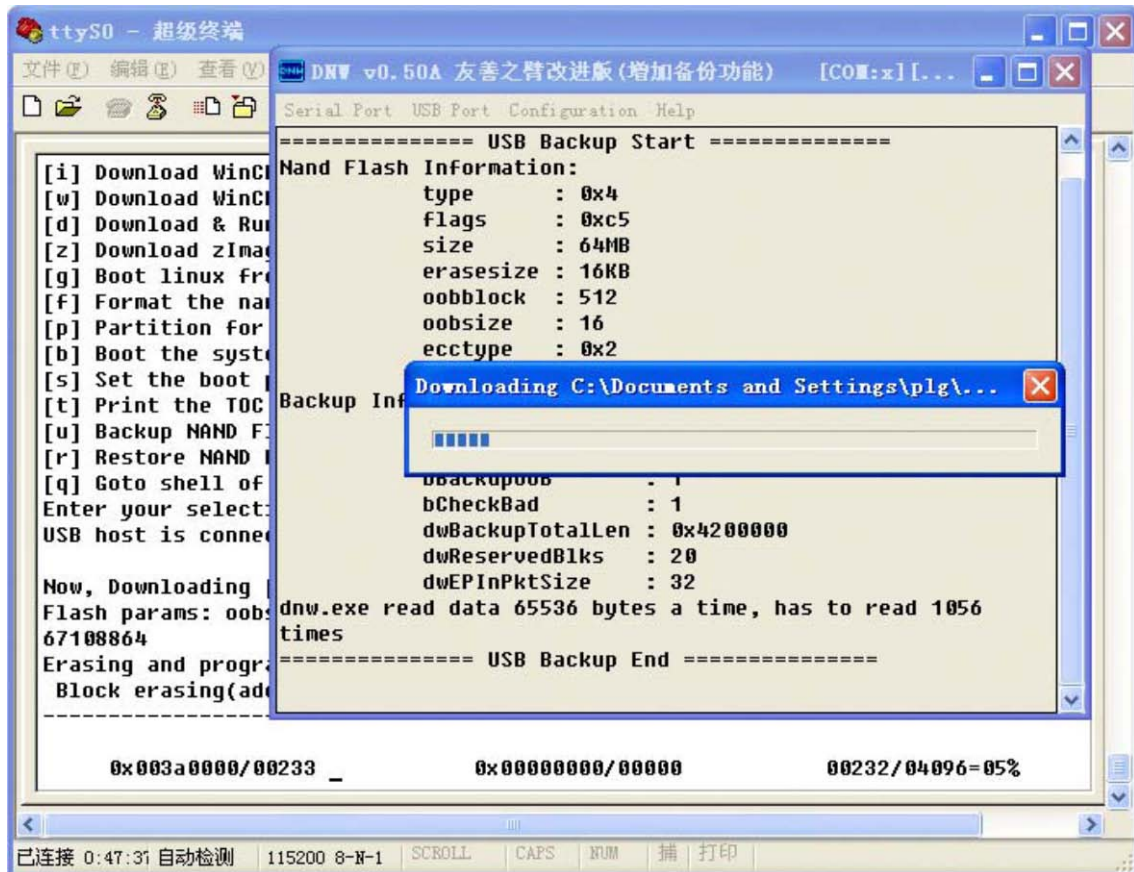 ttyS0 - 超级终端
文件(F) 编辑(E) 查看(V)
DNW v0.50A 友善之臂改进版(增加备份功能) [COM:x][...
Serial Port USB Port Configuration Help
[i] Download WinC
[w] Download WinC
[d] Download & Ru
[z] Download zIma
[g] Boot linux fr
[f] Format the na
[p] Partition for
[b] Boot the syst
[s] Set the boot
[t] Print the TOC
[u] Backup NAND F
[r] Restore NAND
[q] Goto shell of
Enter your select
USB host is conne
Now, Downloading
Flash params: oob
67108864
Erasing and progr
Block erasing(ad
--------------------
0x003a0000/00233 _ 0x00000000/00000 00232/04096=05%
=============== USB Backup Start ==============
Nand Flash Information:
type : 0x4
flags : 0xc5
size : 64MB
erasesize : 16KB
oobblock : 512
oobsize : 16
ecctype : 0x2
Backup Inf
Downloading C:\Documents and Settings\plg\...
bBackupOOB : 1
bCheckBad : 1
dwBackupTotalLen : 0x4200000
dwReservedBlks : 20
dwEPInPktSize : 32
dnw.exe read data 65536 bytes a time, has to read 1056
times
=============== USB Backup End ===============
已连接 0:47:37 自动检测 115200 8-N-1 SCROLL CAPS NUM 捕 打印